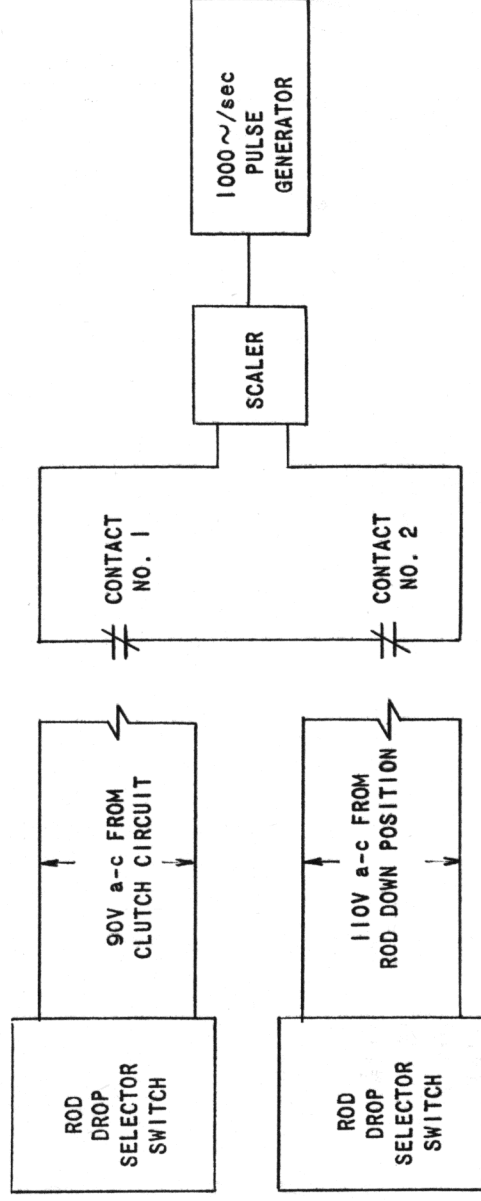 ROD
DROP
SELECTOR
SWITCH
90V a-c FROM
CLUTCH CIRCUIT
CONTACT
NO. 1
ROD
DROP
SELECTOR
SWITCH
110V a-c FROM
ROD DOWN POSITION
CONTACT
NO. 2
SCALER
1000~/sec
PULSE
GENERATOR